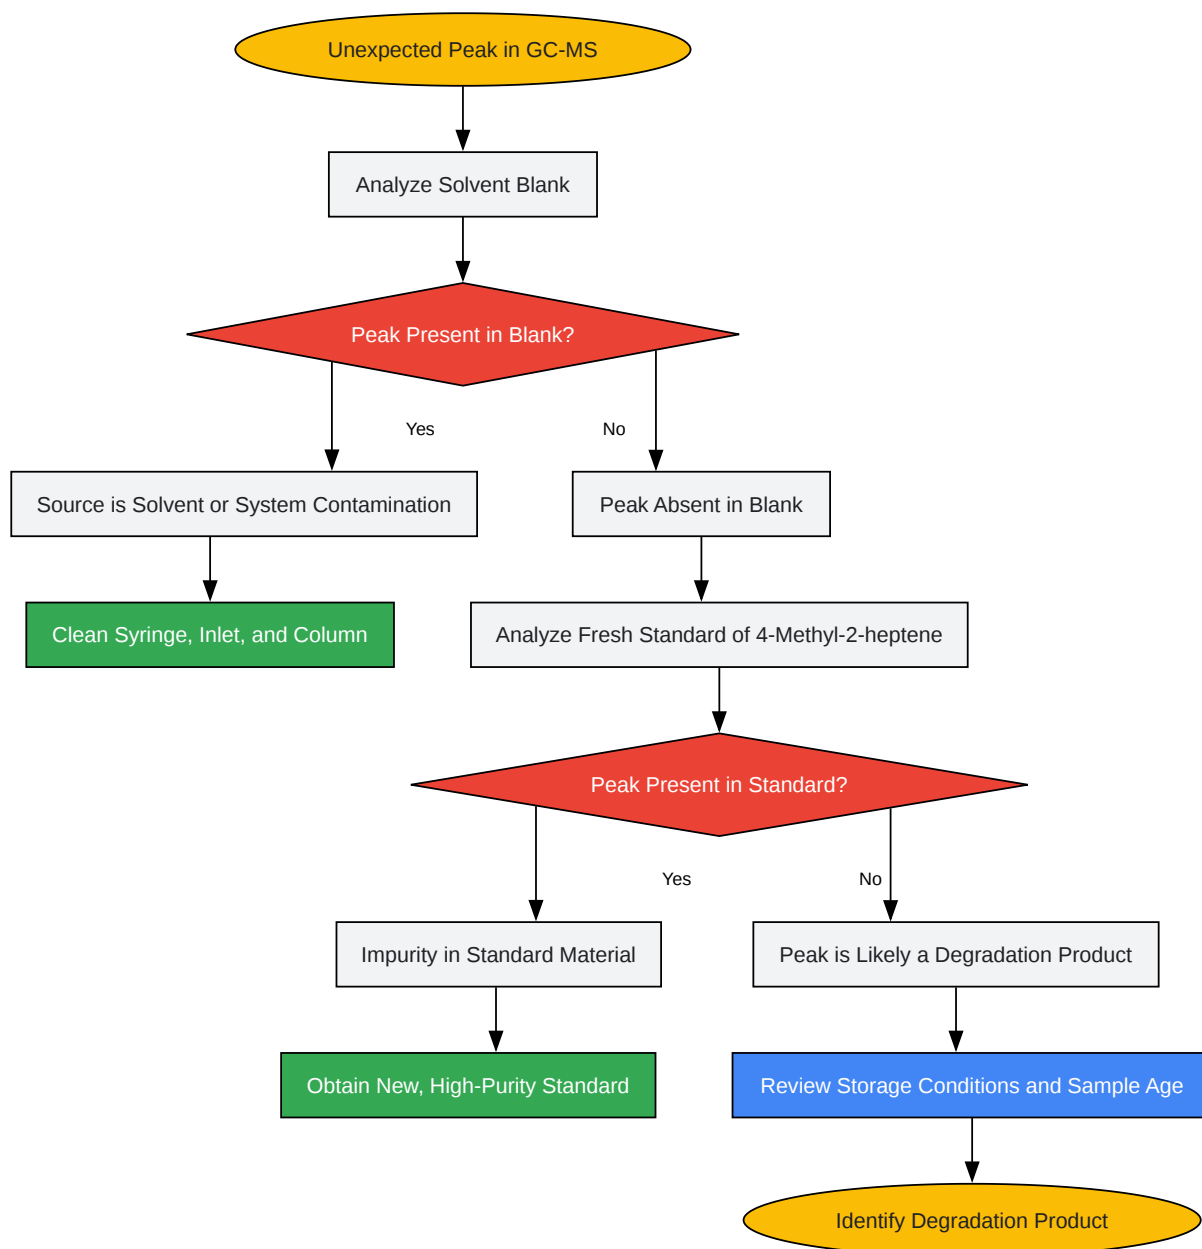 Unexpected Peak in GC-MS
Analyze Solvent Blank
Peak Present in Blank?
Yes
No
Source is Solvent or System Contamination
Peak Absent in Blank
Clean Syringe, Inlet, and Column
Analyze Fresh Standard of 4-Methyl-2-heptene
Peak Present in Standard?
Yes
No
Impurity in Standard Material
Peak is Likely a Degradation Product
Obtain New, High-Purity Standard
Review Storage Conditions and Sample Age
Identify Degradation Product